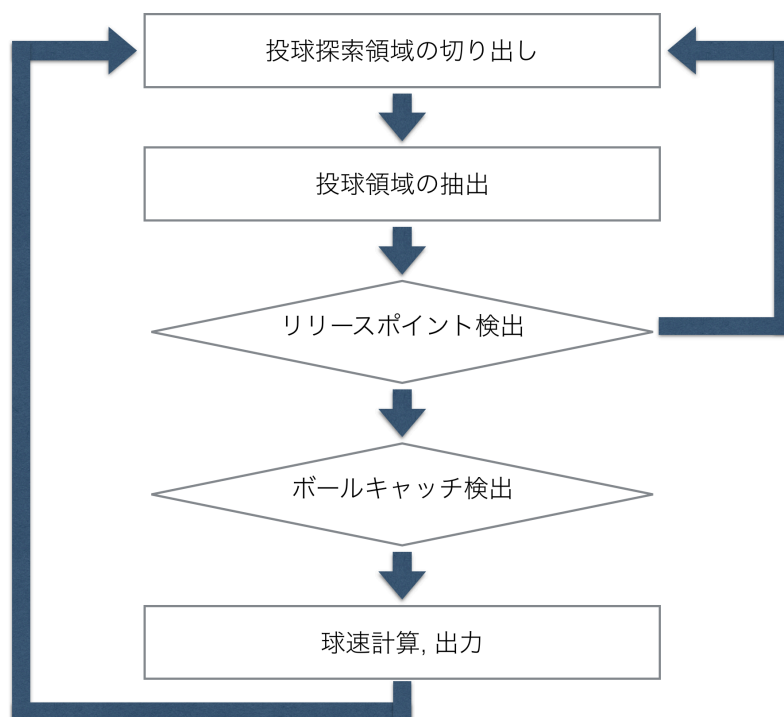 投球探索領域の切り出し
投球領域の抽出
リリースポイント検出
ボールキャッチ検出
球速計算, 出力